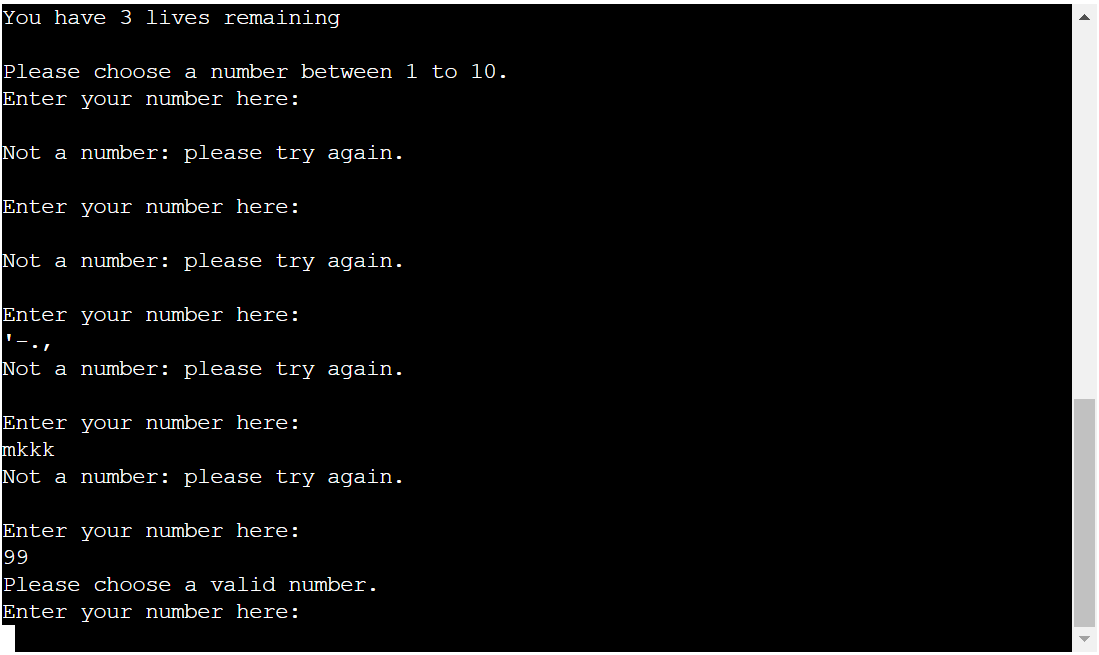 You have 3 lives remaining
Please choose a number between 1 to 10.
Enter your number here:
Not a number: please try again.
Enter your number here:
Not a number: please try again.
Enter your number here:
'-.,
Not a number: please try again.
Enter your number here:
mkkk
Not a number: please try again.
Enter your number here:
99
Please choose a valid number.
Enter your number here: